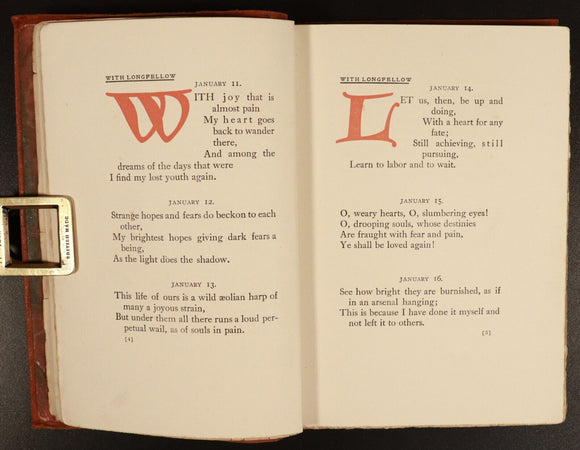 WITH LONGFELLOW
JANUARY 11.
WITH joy that is
almost pain
My heart goes
back to wander
there,
And among the
dreams of the days that were
I find my lost youth again.
JANUARY 12.
Strange hopes and fears do beckon to each
other,
My brightest hopes giving dark fears a
being,
As the light does the shadow.
JANUARY 13.
This life of ours is a wild æolian harp of
many a joyous strain,
But under them all there runs a loud per-
petual wail, as of souls in pain.
[4]
WITH LONGFELLOW
JANUARY 14.
LET us, then, be up and
doing,
With a heart for any
fate;
Still achieving, still
pursuing,
Learn to labor and to wait.
JANUARY 15.
O, weary hearts, O, slumbering eyes!
O, drooping souls, whose destinies
Are fraught with fear and pain,
Ye shall be loved again!
JANUARY 16.
See how bright they are burnished, as if
in an arsenal hanging;
This is because I have done it myself and
not left it to others.
[5]
BRITISH MADE